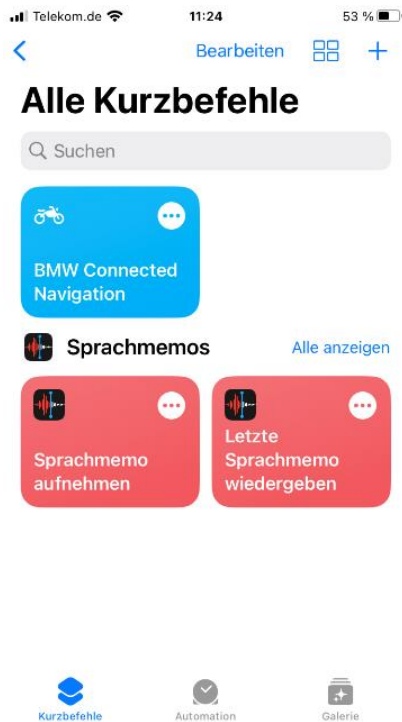 Telekom.de 11:24 53 %
Bearbeiten
Alle Kurzbefehle
Suchen
BMW Connected
Navigation
Sprachmemos Alle anzeigen
Sprachmemo
aufnehmen
Letzte
Sprachmemo
wiedergeben
Kurzbefehle Automation Galerie